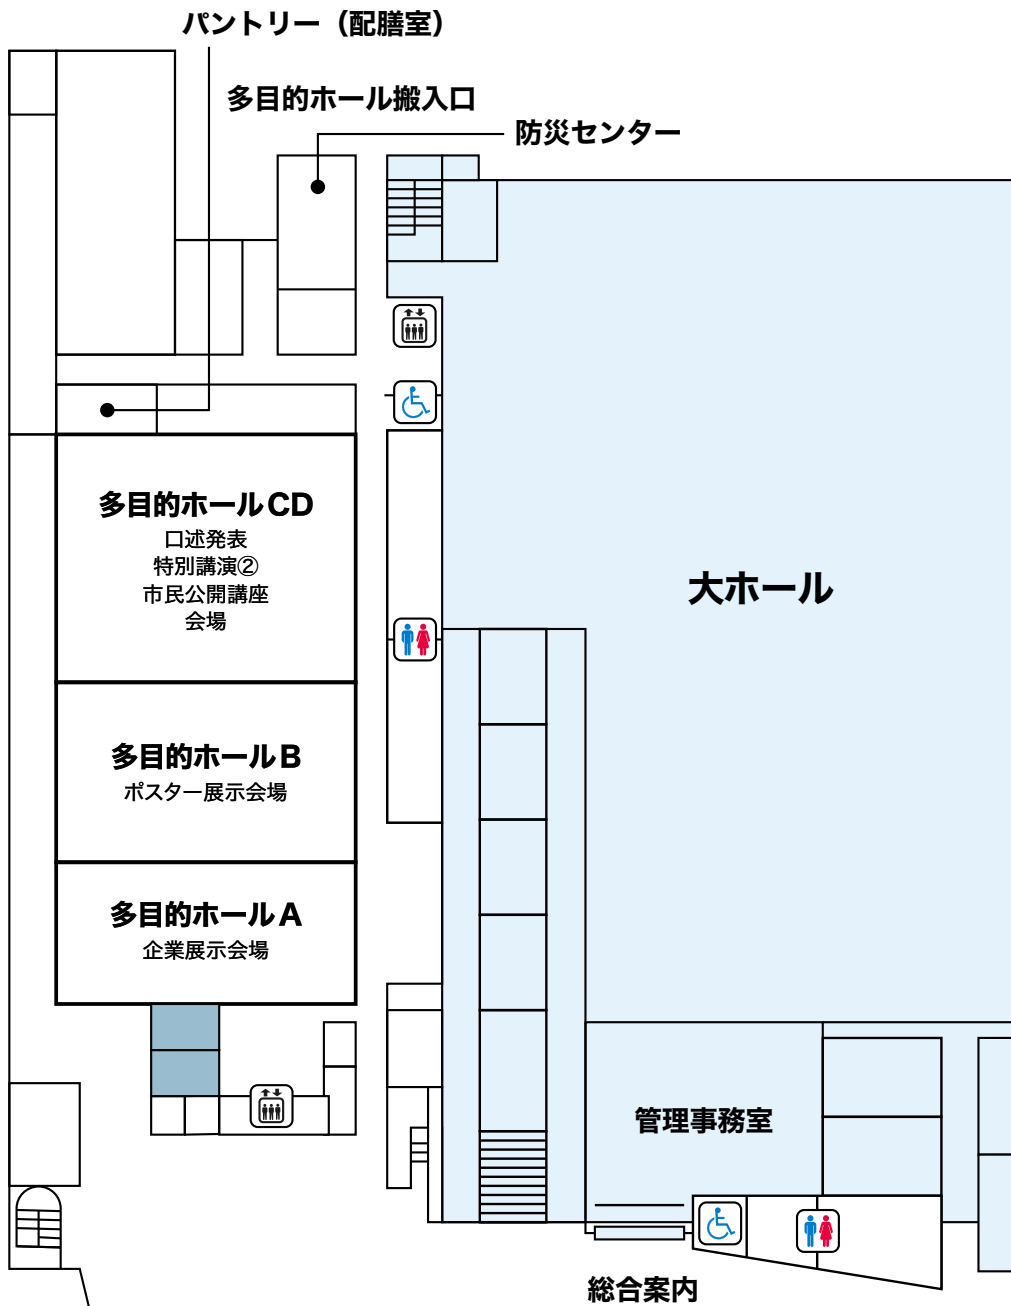 パントリー（配膳室）
多目的ホール搬入口
防災センター
多目的ホールCD
口述発表
特別講演②
市民公開講座
会場
大ホール
多目的ホールB
ポスター展示会場
多目的ホールA
企業展示会場
管理事務室
総合案内